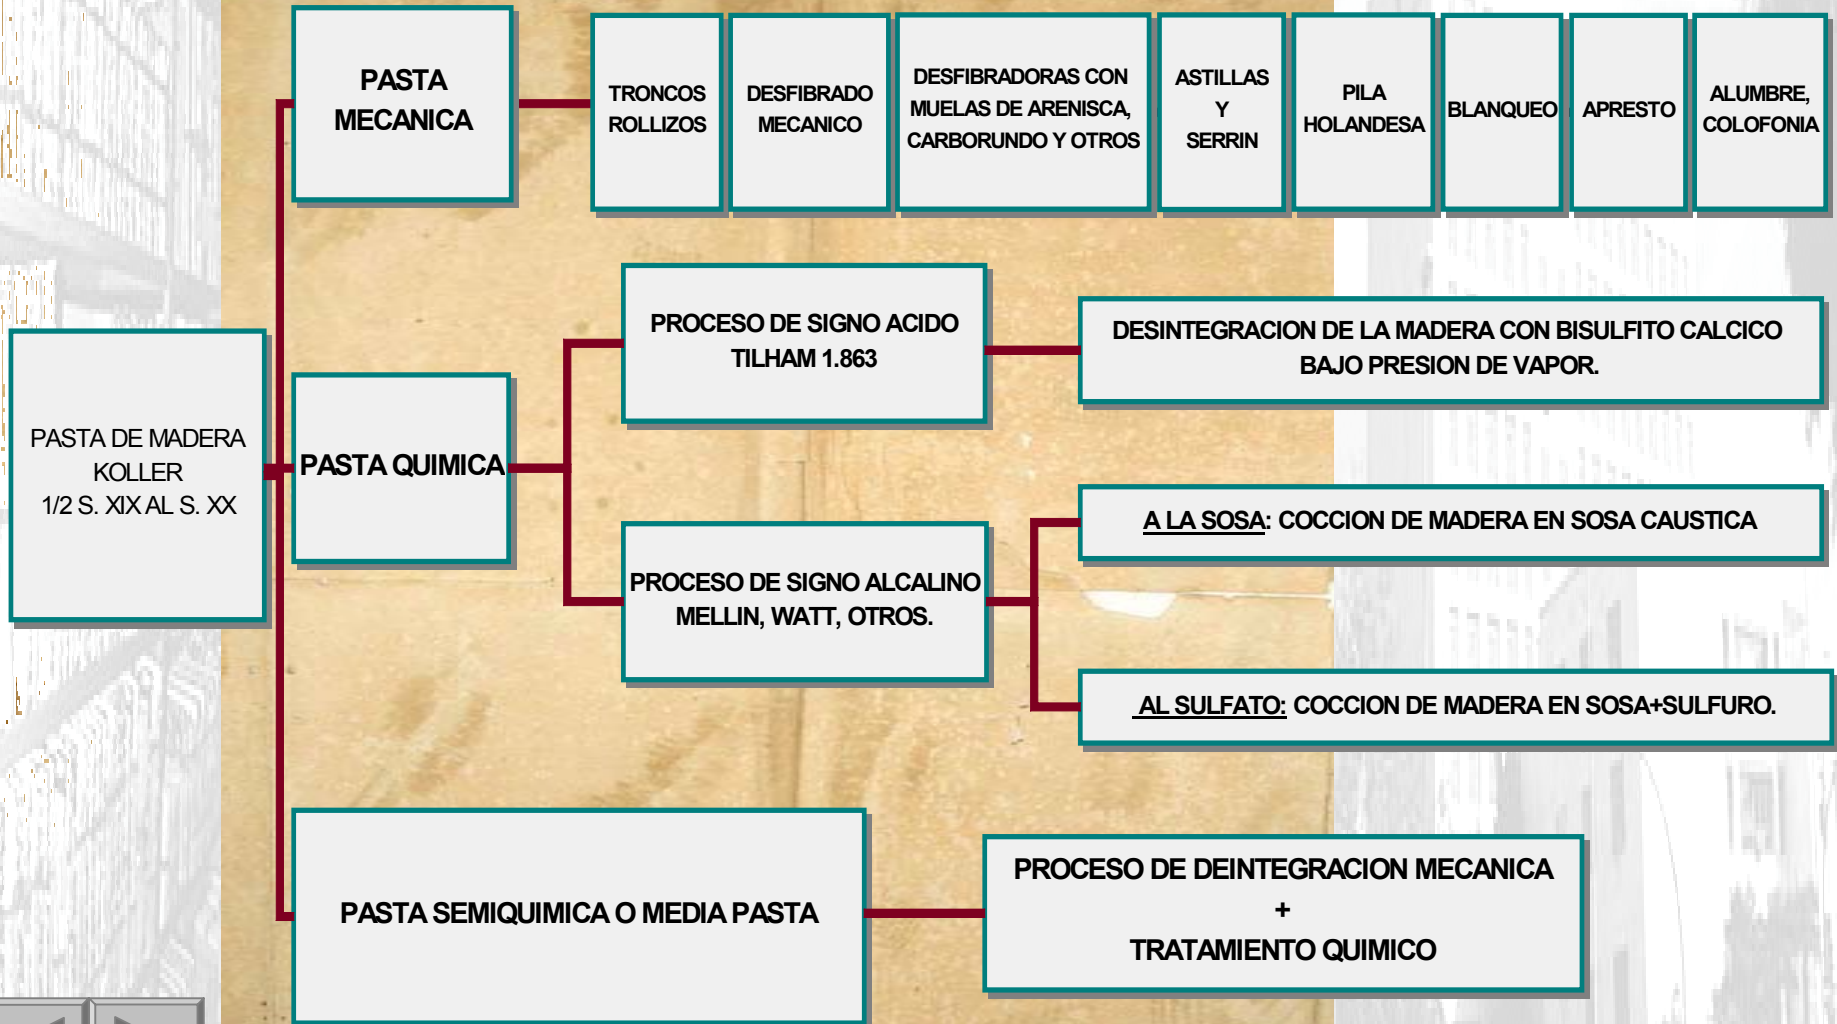 PASTA
MECANICA
TRONCOS
ROLLIZOS
DESFIBRADO
MECANICO
DESFIBRADORAS CON
MUELAS DE ARENISCA,
CARBORUNDO Y OTROS
ASTILLAS
Y
SERRIN
PILA
HOLANDESA
BLANQUEO
APRESTO
ALUMBRE,
COLOFONIA
PASTA DE MADERA
KOLLER
1/2 S. XIX AL S. XX
PASTA QUIMICA
PROCESO DE SIGNO ACIDO
TILHAM 1.863
DESINTEGRACION DE LA MADERA CON BISULFITO CALCICO
BAJO PRESION DE VAPOR.
PROCESO DE SIGNO ALCALINO
MELLIN, WATT, OTROS.
A LA SOSA: COCCION DE MADERA EN SOSA CAUSTICA
AL SULFATO: COCCION DE MADERA EN SOSA+SULFURO.
PASTA SEMIQUIMICA O MEDIA PASTA
PROCESO DE DEINTEGRACION MECANICA
+
TRATAMIENTO QUIMICO